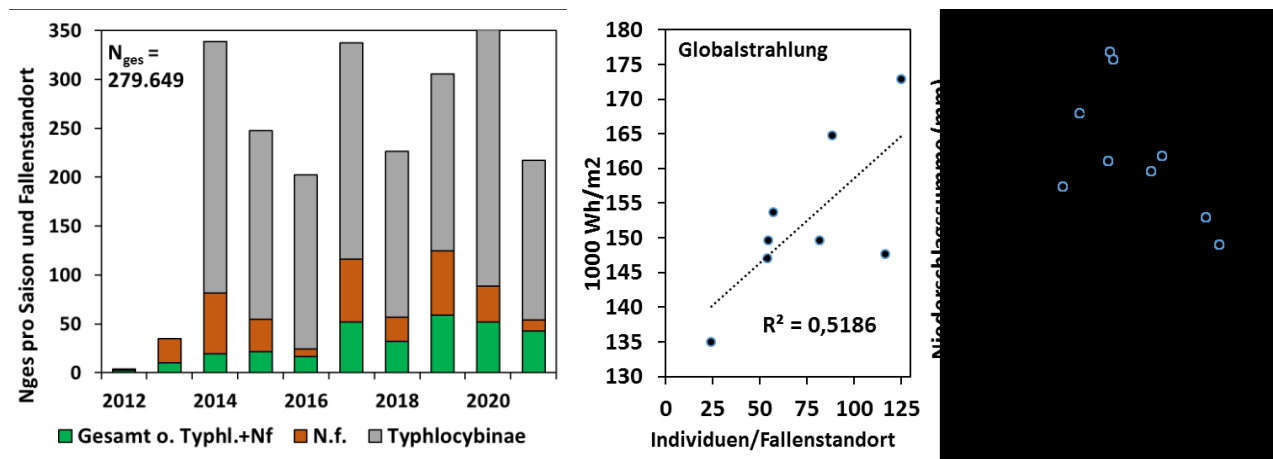 Nges pro Saison und Fallenstandort
350
300
250
200
150
100
50
0
N ges =
279.649
2012 2014 2016 2018 2020
Gesamt o. Typhl.+Nf N.f. Typhlocybinae
1000 Wh/m2
180
175
170
165
160
155
150
145
140
135
130
Globalstrahlung
R² = 0,5186
0 25 50 75 100 125
Individuen/Fallenstandort